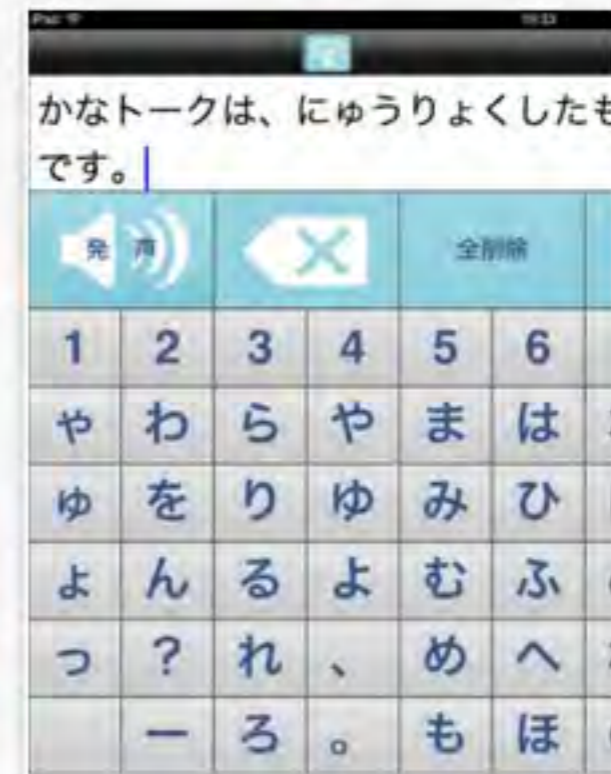 iPad
かなトークは、にゅうりょくしたも
です。
発声
全削除
1 2 3 4 5 6
ゃ わ ら や ま は
ゅ を り ゆ み ひ
ょ ん る よ む ふ
っ ? れ 、 め へ
ー ろ 。 も ほ